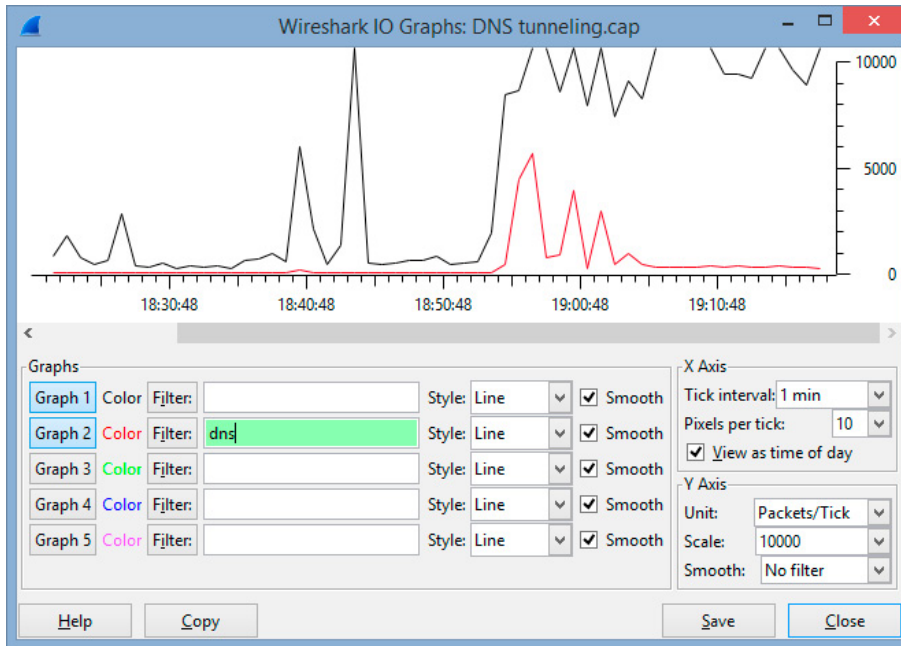 Wireshark IO Graphs: DNS tunneling.cap
10000
5000
0
18:30:48 18:40:48 18:50:48 19:00:48 19:10:48
Graphs
Graph 1 Color Filter: Style: Line Smooth
Graph 2 Color Filter: dns Style: Line Smooth
Graph 3 Color Filter: Style: Line Smooth
Graph 4 Color Filter: Style: Line Smooth
Graph 5 Color Filter: Style: Line Smooth
X Axis
Tick interval: 1 min
Pixels per tick: 10
View as time of day
Y Axis
Unit: Packets/Tick
Scale: 10000
Smooth: No filter
Help Copy Save Close